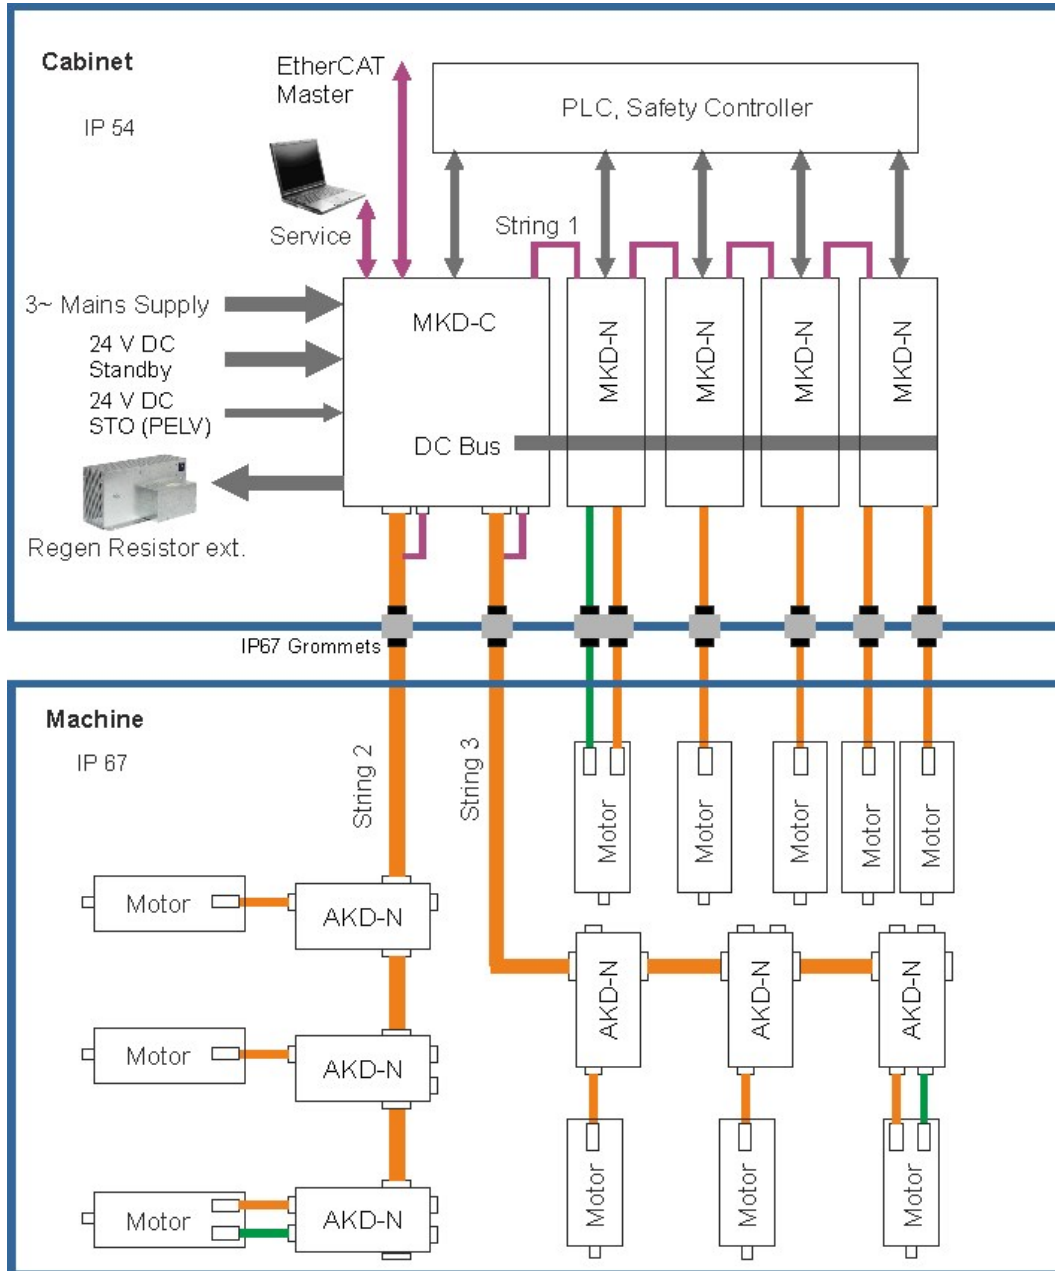 Cabinet
IP 54
EtherCAT
Master
PLC, Safety Controller
Service
String 1
3~ Mains Supply
24 V DC
Standby
24 V DC
STO (PELV)
Regen Resistor ext.
MKD-C
DC Bus
MKD-N
MKD-N
MKD-N
MKD-N
IP67 Grommets
Machine
IP 67
String 2
String 3
Motor
Motor
Motor
Motor
Motor
Motor
AKD-N
Motor
AKD-N
Motor
AKD-N
AKD-N
AKD-N
AKD-N
Motor
Motor
Motor